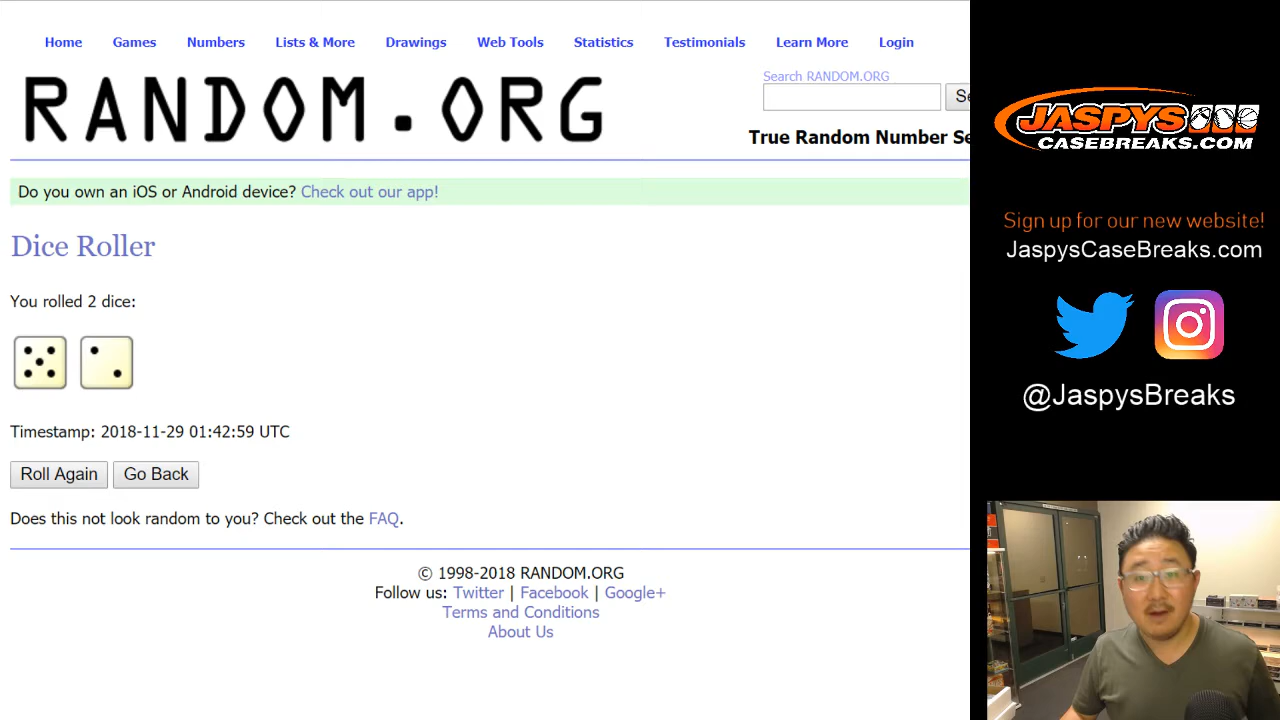 Home Games Numbers Lists & More Drawings Web Tools Statistics Testimonials Learn More Login
RANDOM.ORG
Search RANDOM.ORG
Se
True Random Number Se
Do you own an iOS or Android device? Check out our app!
Dice Roller
You rolled 2 dice:
Timestamp: 2018-11-29 01:42:59 UTC
Roll Again Go Back
Does this not look random to you? Check out the FAQ.
© 1998-2018 RANDOM.ORG
Follow us: Twitter | Facebook | Google+
Terms and Conditions
About Us
JASPYS
CASEBREAKS.COM
Sign up for our new website!
JaspysCaseBreaks.com
@JaspysBreaks